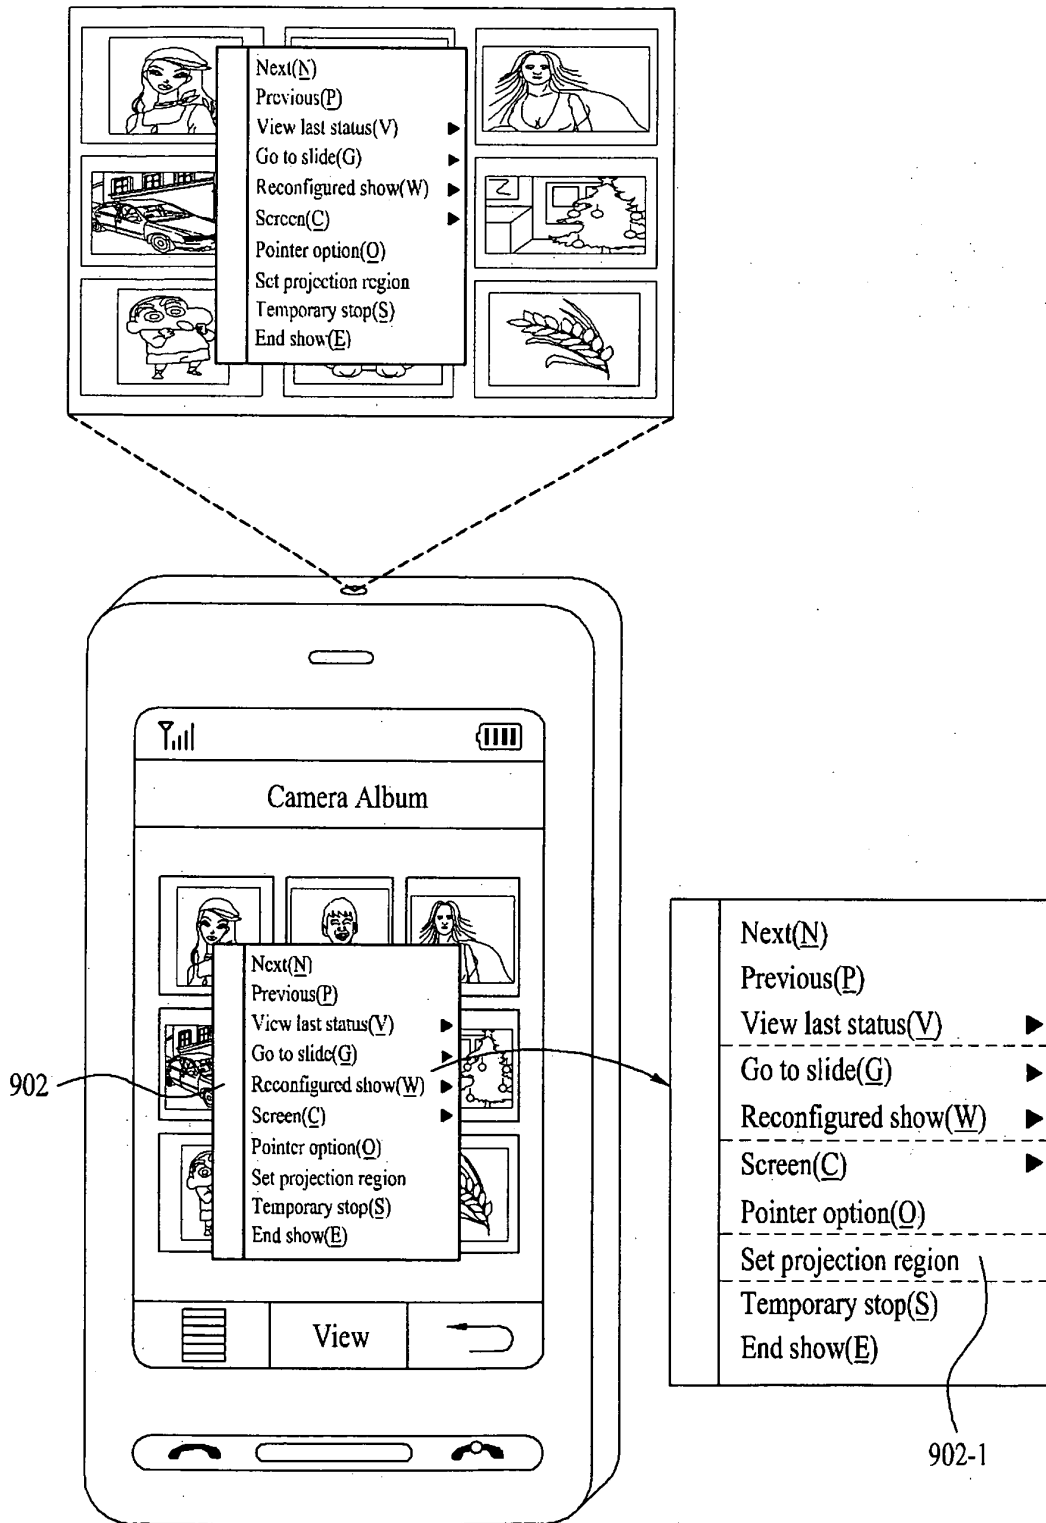 Next(N)
Previous(P)
View last status(V)
Go to slide(G)
Reconfigured show(W)
Screen(C)
Pointer option(O)
Set projection region
Temporary stop(S)
End show(E)
Camera Album
Next(N)
Previous(P)
View last status(V)
Go to slide(G)
Reconfigured show(W)
Screen(C)
Pointer option(O)
Set projection region
Temporary stop(S)
End show(E)
902
View
Next(N)
Previous(P)
View last status(V)
Go to slide(G)
Reconfigured show(W)
Screen(C)
Pointer option(O)
Set projection region
Temporary stop(S)
End show(E)
902-1